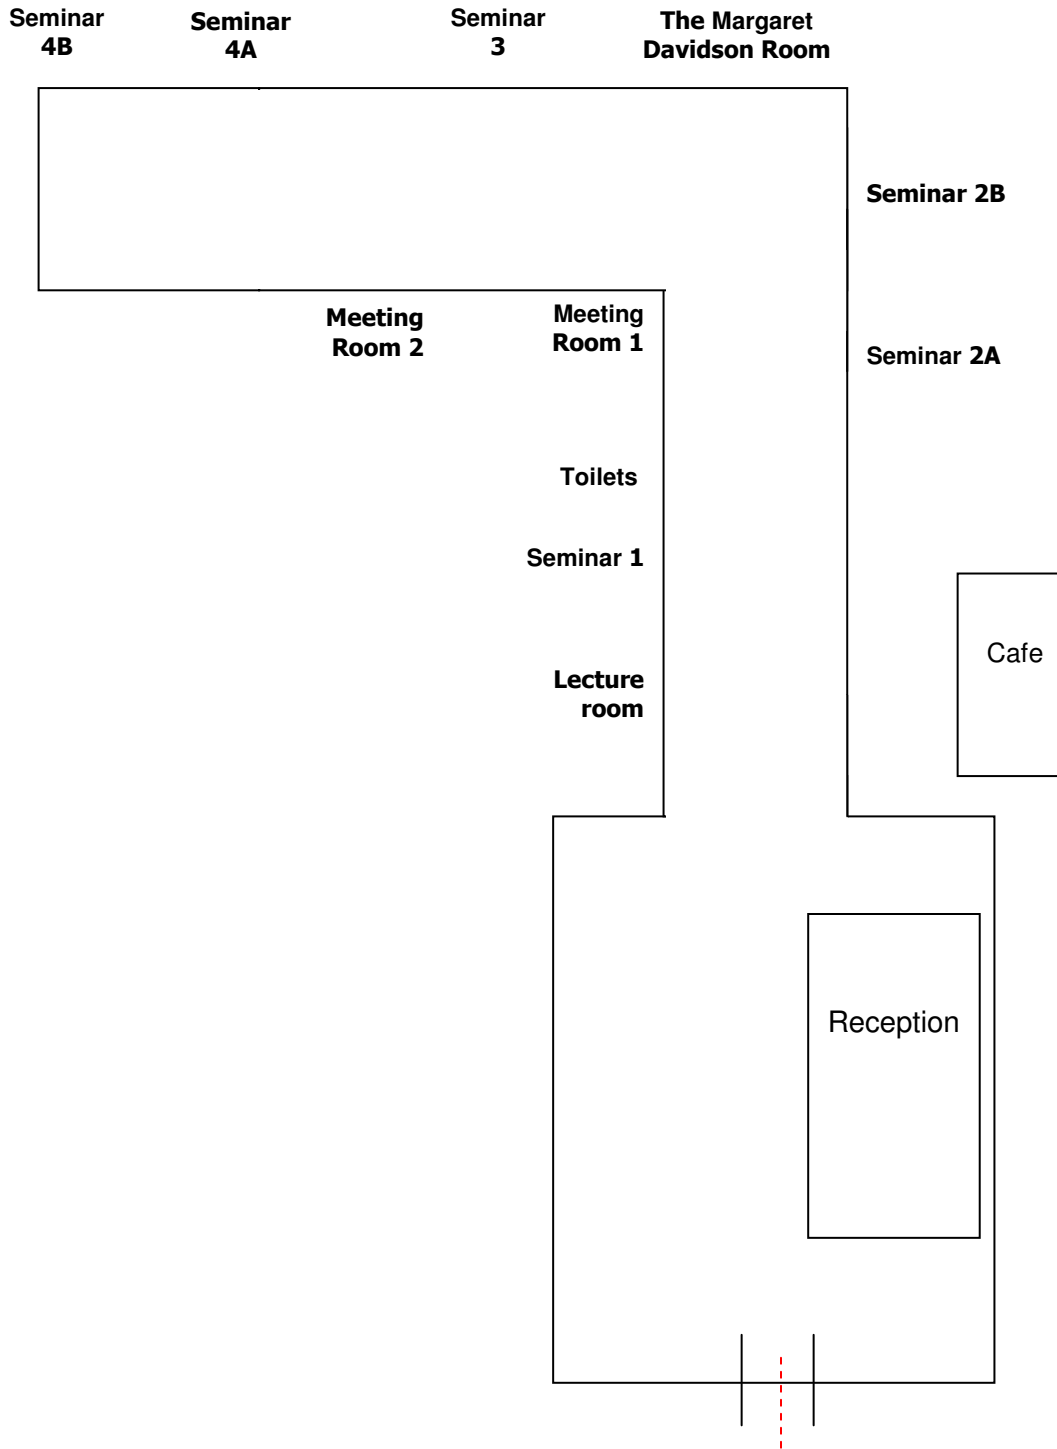 Seminar
4B
Seminar
4A
Seminar
3
The Margaret
Davidson Room
Seminar 2B
Meeting
Room 2
Meeting
Room 1
Seminar 2A
Toilets
Seminar 1
Cafe
Lecture
room
Reception